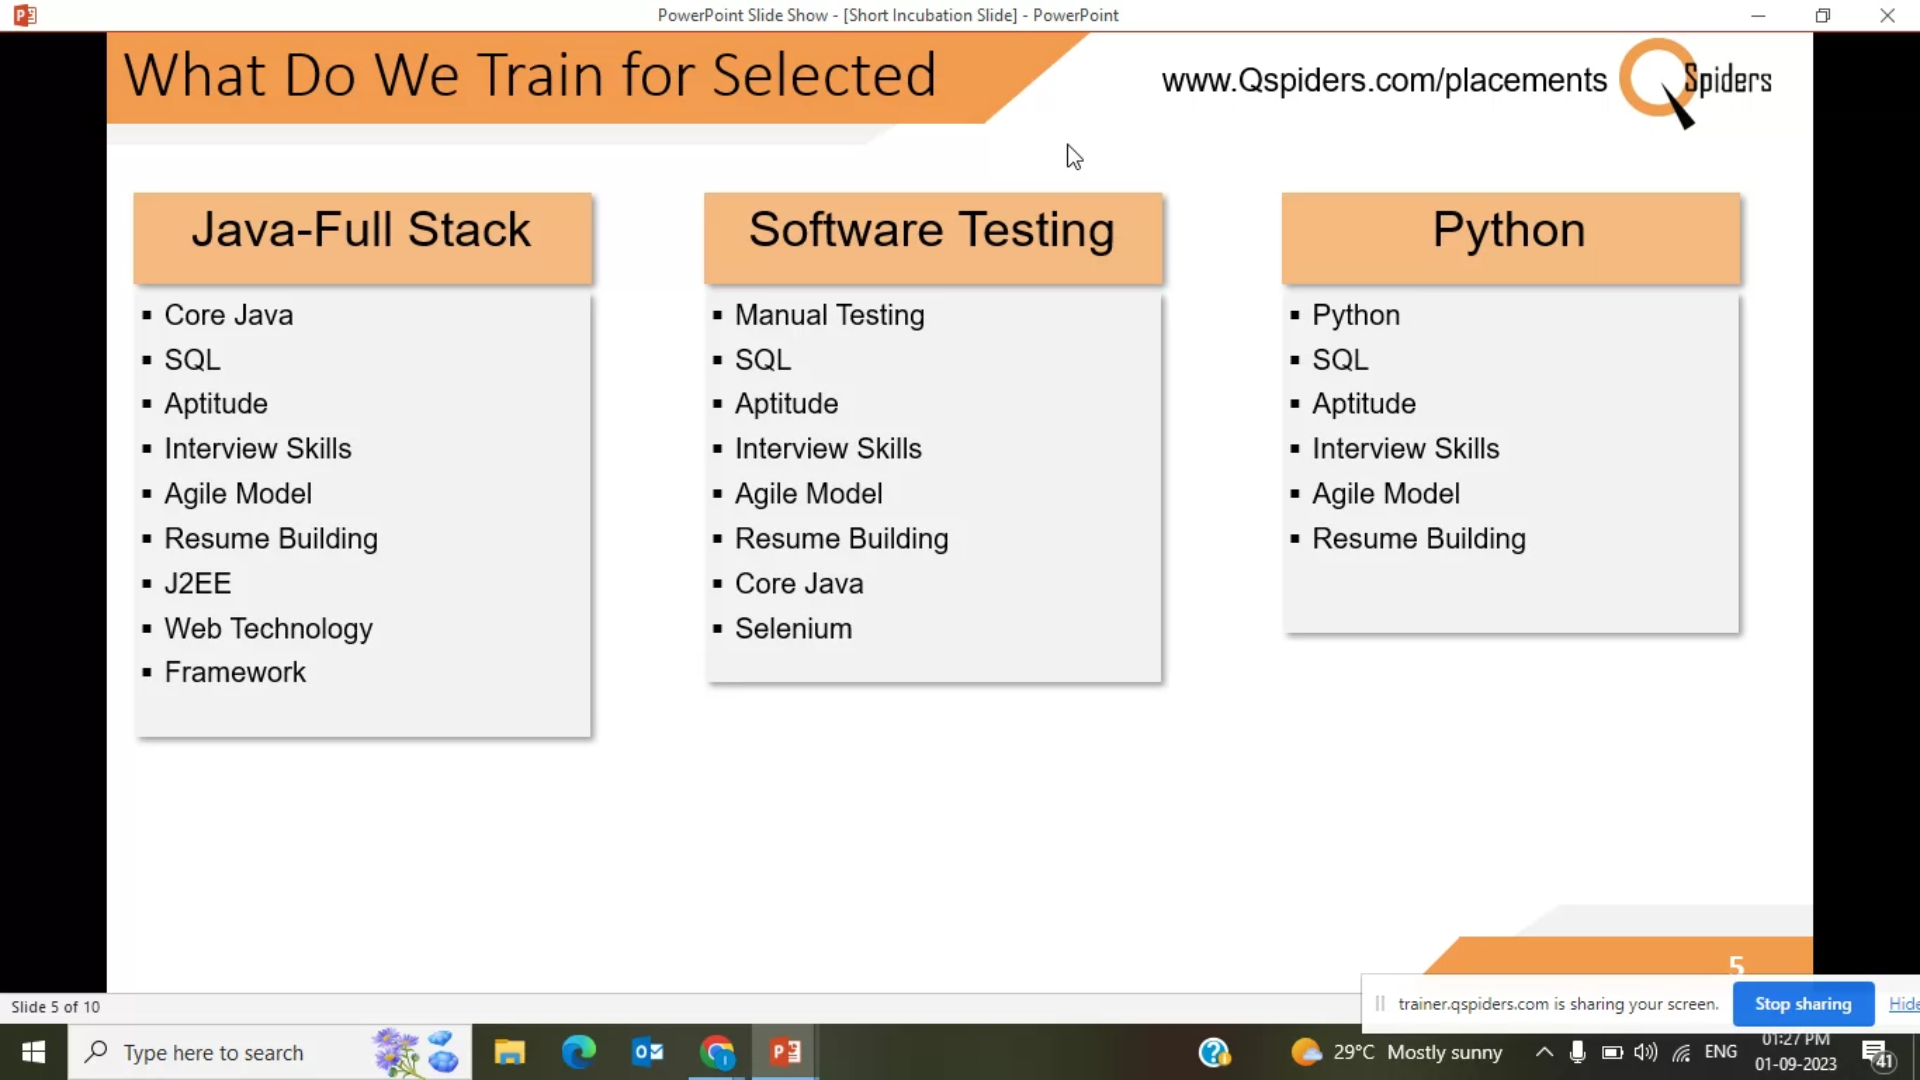 PowerPoint Slide Show - [Short Incubation Slide] - PowerPoint
What Do We Train for Selected
www.Qspiders.com/placements
Spiders
Java-Full Stack
▪ Core Java
▪ SQL
▪ Aptitude
▪ Interview Skills
▪ Agile Model
▪ Resume Building
▪ J2EE
▪ Web Technology
▪ Framework
Software Testing
▪ Manual Testing
▪ SQL
▪ Aptitude
▪ Interview Skills
▪ Agile Model
▪ Resume Building
▪ Core Java
▪ Selenium
Python
▪ Python
▪ SQL
▪ Aptitude
▪ Interview Skills
▪ Agile Model
▪ Resume Building
5
Slide 5 of 10
trainer.qspiders.com is sharing your screen.
Stop sharing
Hide
Type here to search
29°C Mostly sunny
ENG
01:27 PM
01-09-2023
41